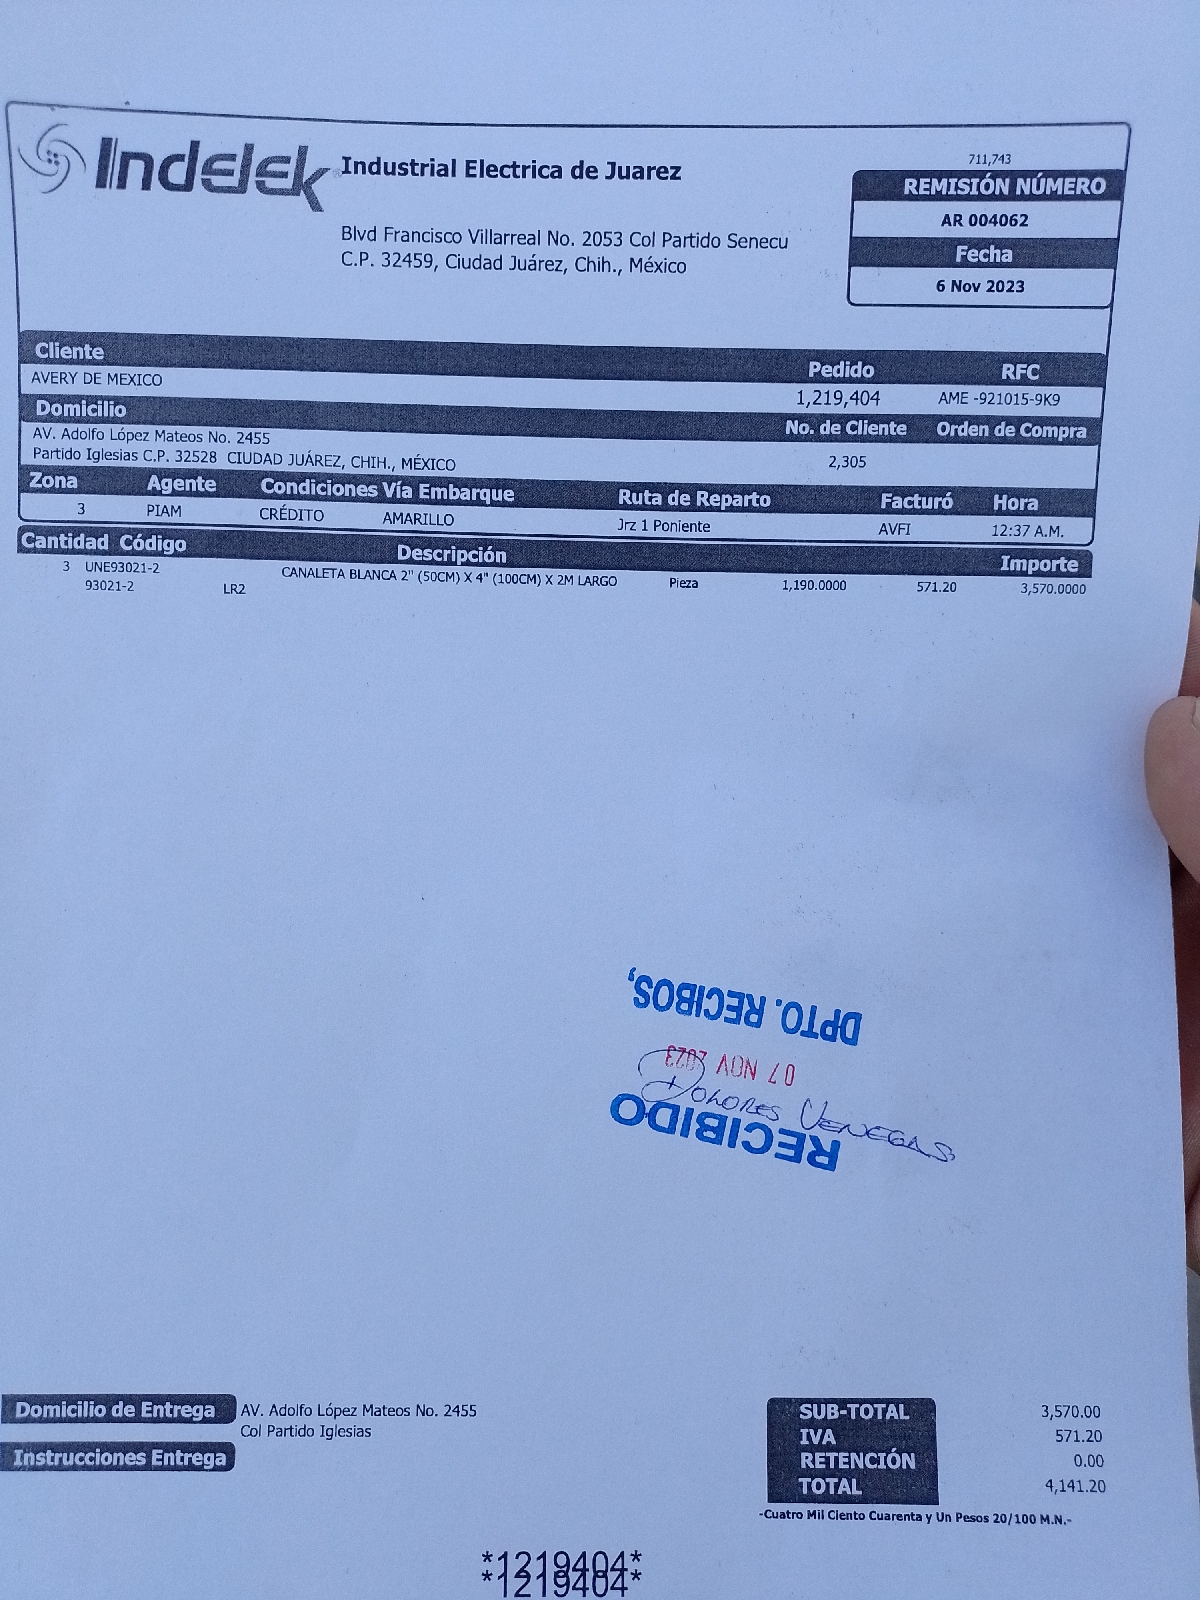 Indelek
Industrial Electrica de Juarez
Blvd Francisco Villarreal No. 2053 Col Partido Senecu
C.P. 32459, Ciudad Juárez, Chih., México
711,743
REMISIÓN NÚMERO
AR 004062
Fecha
6 Nov 2023
Cliente Pedido RFC
AVERY DE MEXICO 1,219,404 AME -921015-9K9
Domicilio No. de Cliente Orden de Compra
AV. Adolfo López Mateos No. 2455
Partido Iglesias C.P. 32528 CIUDAD JUÁREZ, CHIH., MÉXICO 2,305
Zona Agente Condiciones Vía Embarque Ruta de Reparto Facturó Hora
3 PIAM CRÉDITO AMARILLO Jrz 1 Poniente AVFI 12:37 A.M.
Cantidad Código Descripción Importe
3 UNE93021-2 CANALETA BLANCA 2" (50CM) X 4" (100CM) X 2M LARGO Pieza 1,190.0000 571.20 3,570.0000
93021-2 LR2
DPTO. RECIBOS,
07 NOV 2023
DOLORES VENEGAS
RECIBIDO
Domicilio de Entrega AV. Adolfo López Mateos No. 2455
Col Partido Iglesias
Instrucciones Entrega
SUB-TOTAL 3,570.00
IVA 571.20
RETENCIÓN 0.00
TOTAL 4,141.20
-Cuatro Mil Ciento Cuarenta y Un Pesos 20/100 M.N.-
*1219404*
*1219404*